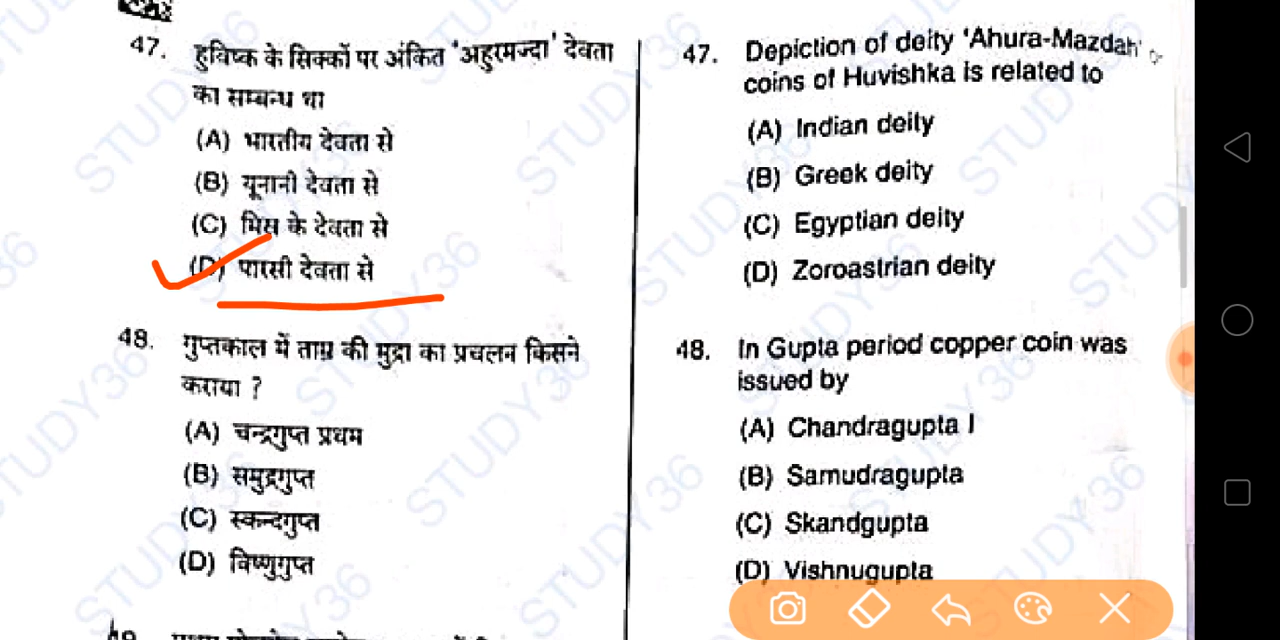 47. हुविष्क के सिक्कों पर अंकित 'अहुरमज्दा' देवता
का सम्बन्ध था
(A) भारतीय देवता से
(B) यूनानी देवता से
(C) मिस्र के देवता से
(D) पारसी देवता से
48. गुप्तकाल में ताम्र की मुद्रा का प्रचलन किसने
कराया ?
(A) चन्द्रगुप्त प्रथम
(B) समुद्रगुप्त
(C) स्कन्दगुप्त
(D) विष्णुगुप्त
47. Depiction of deity 'Ahura-Mazdah'
coins of Huvishka is related to
(A) Indian deity
(B) Greek deity
(C) Egyptian deity
(D) Zoroastrian deity
48. In Gupta period copper coin was
issued by
(A) Chandragupta I
(B) Samudragupta
(C) Skandgupta
(D) Vishnugupta
STUDY36